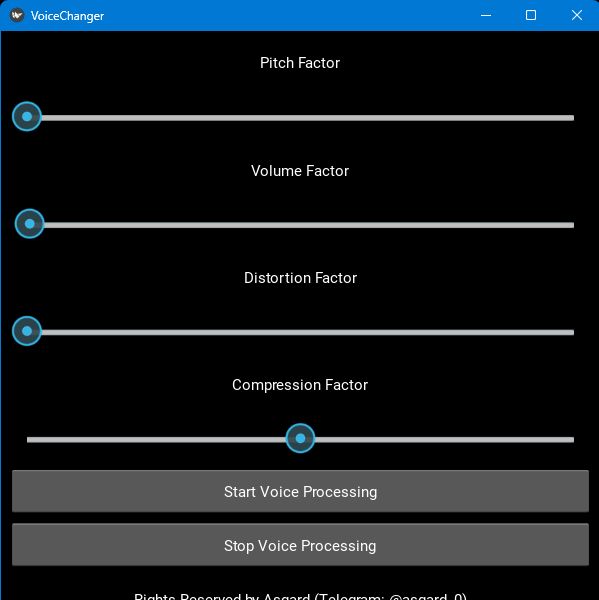 VoiceChanger
Pitch Factor
Volume Factor
Distortion Factor
Compression Factor
Start Voice Processing
Stop Voice Processing
Rights Reserved by Asgard (Telegram: @asgard_0)